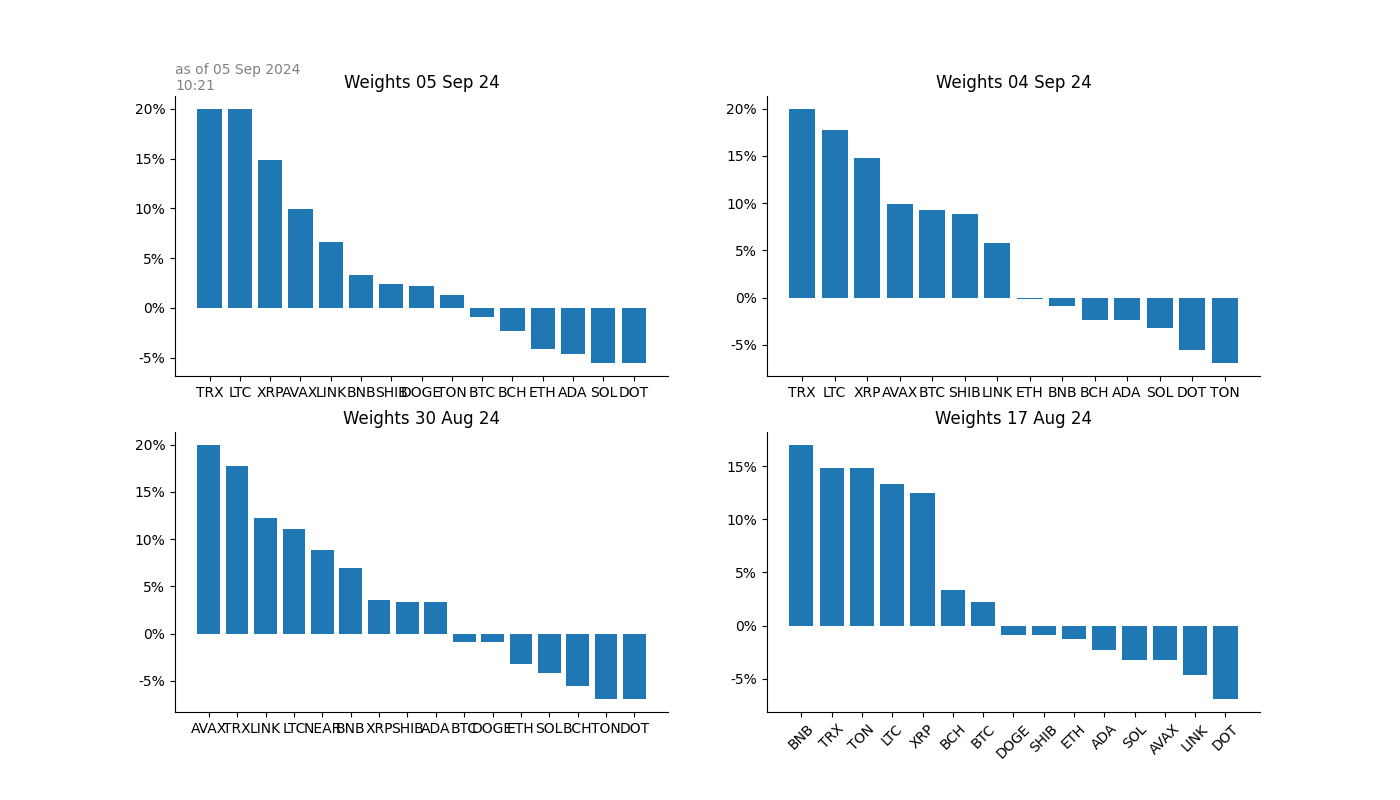 as of 05 Sep 2024
10:21
Weights 05 Sep 24
20%
15%
10%
5%
0%
-5%
TRX LTC XRP AVAX LINK BNB SHIB DOGE TON BTC BCH ETH ADA SOL DOT
Weights 04 Sep 24
20%
15%
10%
5%
0%
-5%
TRX LTC XRP AVAX BTC SHIB LINK ETH BNB BCH ADA SOL DOT TON
Weights 30 Aug 24
20%
15%
10%
5%
0%
-5%
AVAX TRX LINK LTC NEAR BNB XRP SHIB ADA BTC DOGE ETH SOL BCH TON DOT
Weights 17 Aug 24
15%
10%
5%
0%
-5%
BNB TRX TON LTC XRP BCH BTC DOGE SHIB ETH ADA SOL AVAX LINK DOT